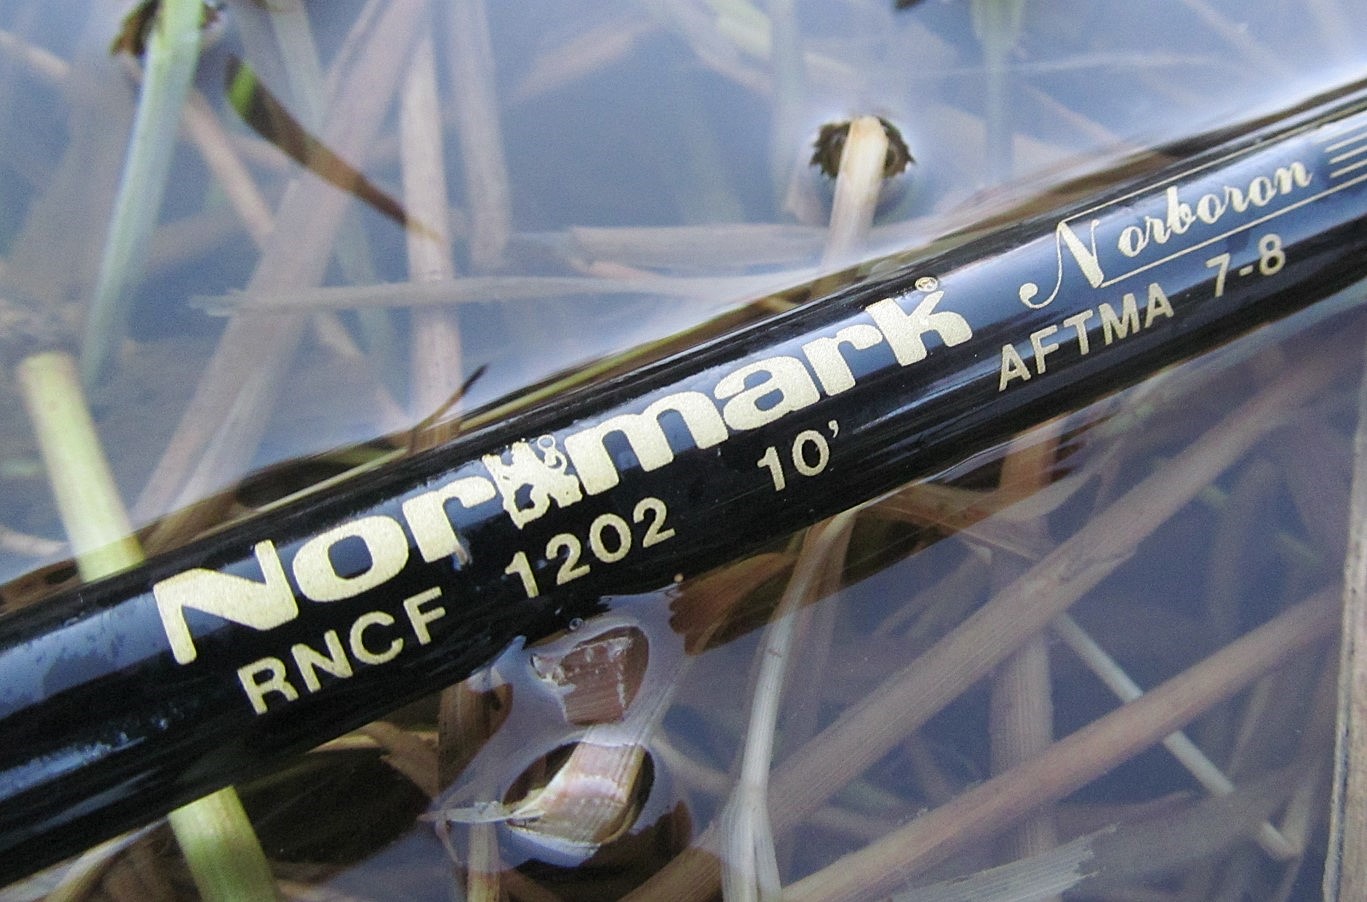 Normark® Norboron
RNCF 1202 10’ AFTMA 7-8